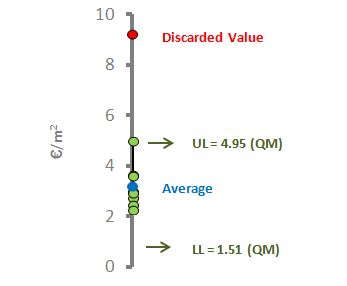 10
Discarded Value
8
6
UL = 4.95 (QM)
€/m²
4
Average
2
LL = 1.51 (QM)
0